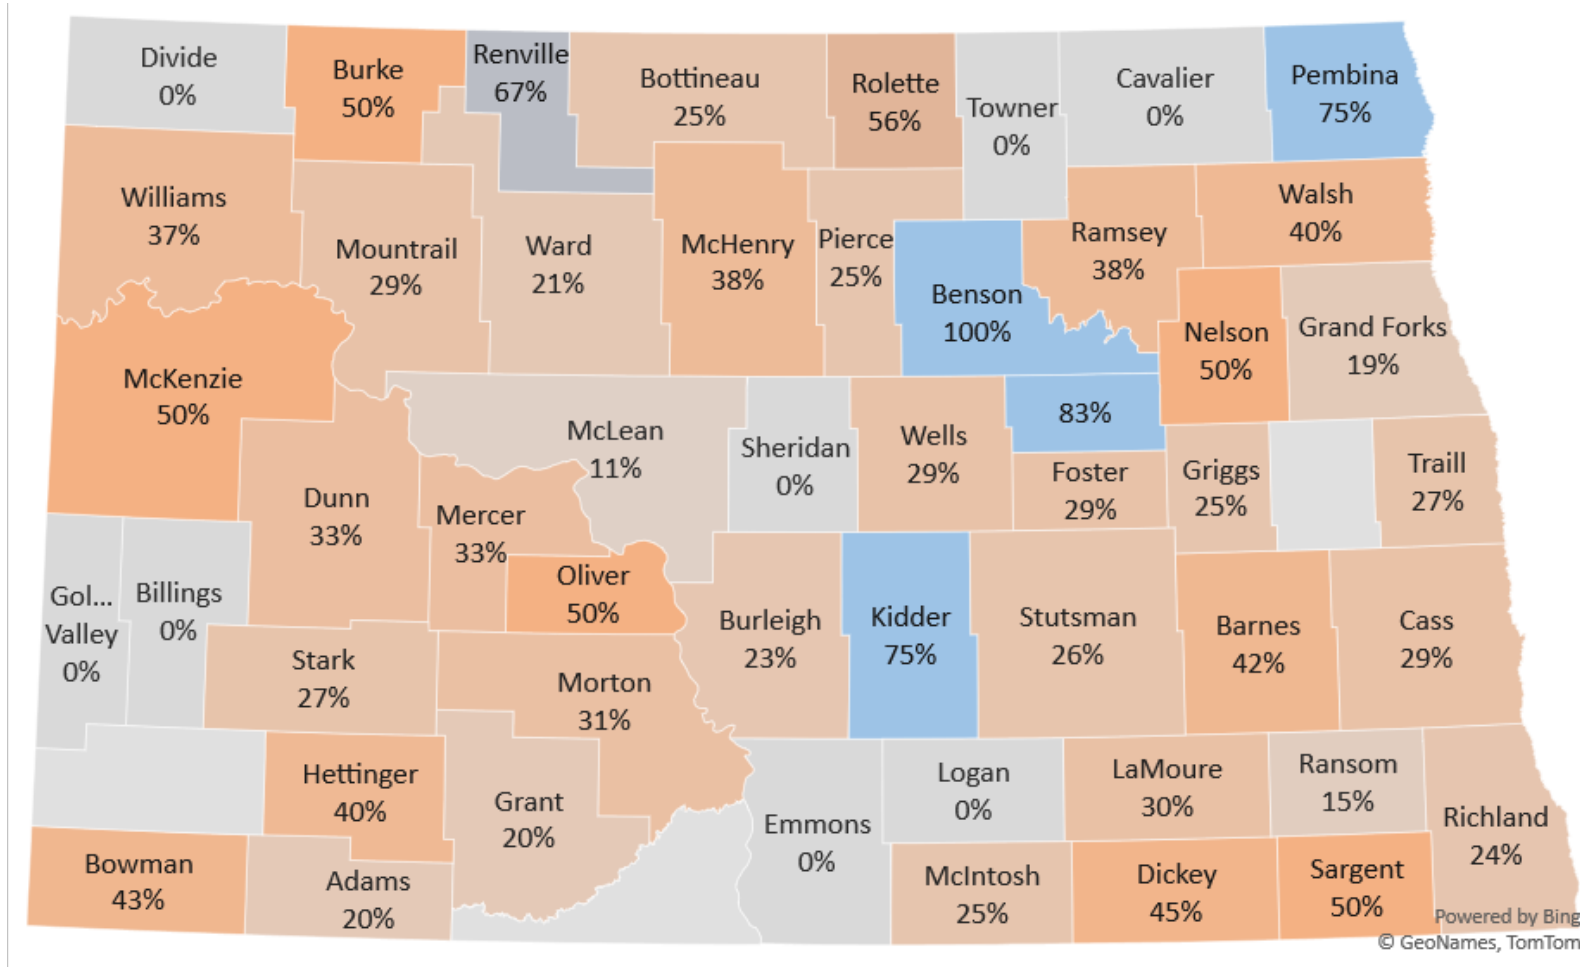 Divide
0%
Burke
50%
Renville
67%
Bottineau
25%
Rolette
56%
Towner
0%
Cavalier
0%
Pembina
75%
Williams
37%
Mountrail
29%
Ward
21%
McHenry
38%
Pierce
25%
Benson
100%
Ramsey
38%
Walsh
40%
Nelson
50%
Grand Forks
19%
McKenzie
50%
Dunn
33%
Mercer
33%
McLean
11%
Sheridan
0%
Wells
29%
83%
Foster
29%
Griggs
25%
Traill
27%
Gol...
Valley
0%
Billings
0%
Oliver
50%
Stark
27%
Morton
31%
Burleigh
23%
Kidder
75%
Stutsman
26%
Barnes
42%
Cass
29%
Hettinger
40%
Grant
20%
Emmons
0%
Logan
0%
LaMoure
30%
Ransom
15%
Richland
24%
Bowman
43%
Adams
20%
McIntosh
25%
Dickey
45%
Sargent
50%
Powered by Bing
© GeoNames, TomTom